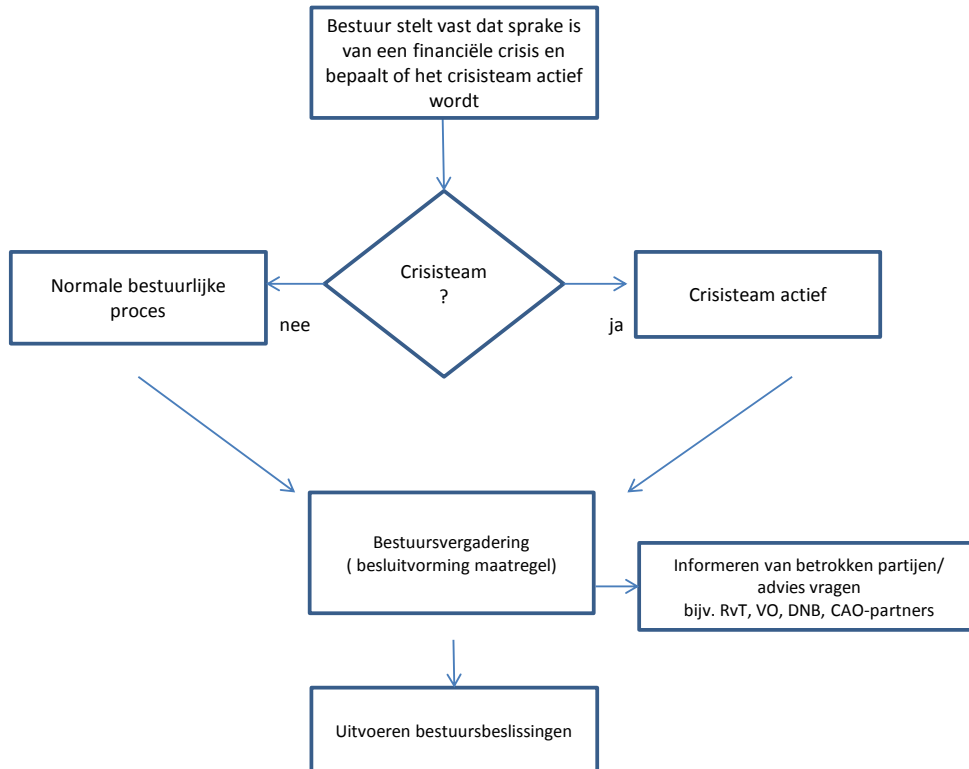 Bestuur stelt vast dat sprake is
van een financiële crisis en
bepaalt of het crisisteam actief
wordt
Crisisteam
?
Normale bestuurlijke
proces
nee
ja
Crisisteam actief
Bestuursvergadering
( besluitvorming maatregel)
Informeren van betrokken partijen/
advies vragen
bijv. RvT, VO, DNB, CAO-partners
Uitvoeren bestuursbeslissingen